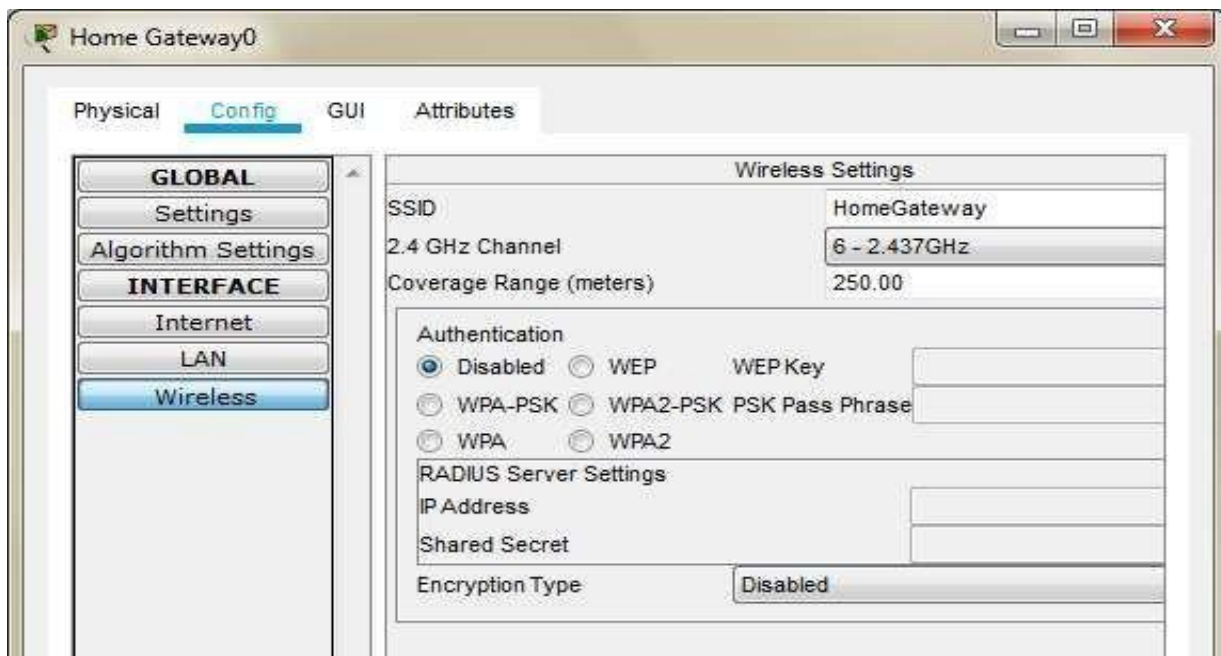 Home Gateway0
Physical Config GUI Attributes
GLOBAL
Settings
Algorithm Settings
INTERFACE
Internet
LAN
Wireless
Wireless Settings
SSID HomeGateway
2.4 GHz Channel 6 - 2.437GHz
Coverage Range (meters) 250.00
Authentication
Disabled WEP WEP Key
WPA-PSK WPA2-PSK PSK Pass Phrase
WPA WPA2
RADIUS Server Settings
IP Address
Shared Secret
Encryption Type Disabled